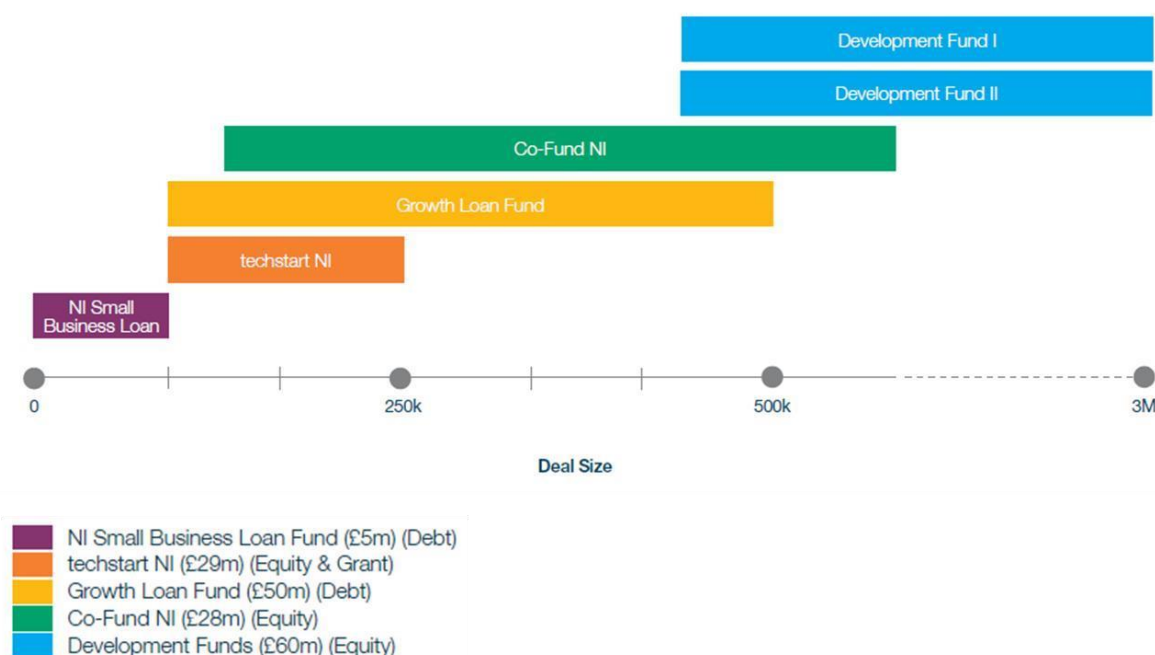 Development Fund I
Development Fund II
Co-Fund NI
Growth Loan Fund
techstart NI
NI Small
Business Loan
0
250k
500k
3M
Deal Size
NI Small Business Loan Fund (£5m) (Debt)
techstart NI (£29m) (Equity & Grant)
Growth Loan Fund (£50m) (Debt)
Co-Fund NI (£28m) (Equity)
Development Funds (£60m) (Equity)